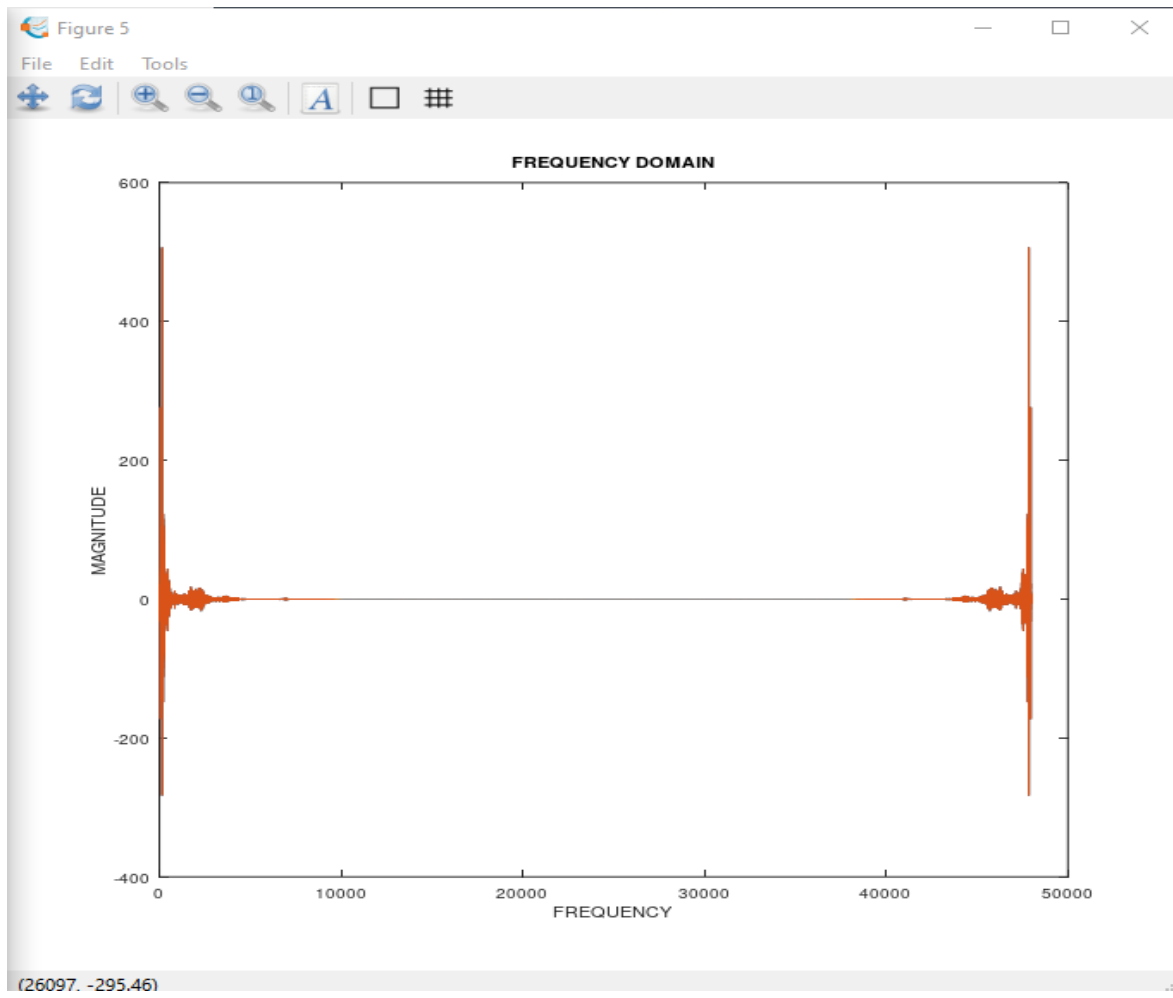 Figure 5
File Edit Tools
A
FREQUENCY DOMAIN
600
400
200
0
-200
-400
MAGNITUDE
0 10000 20000 30000 40000 50000
FREQUENCY
(26097, -295.46)